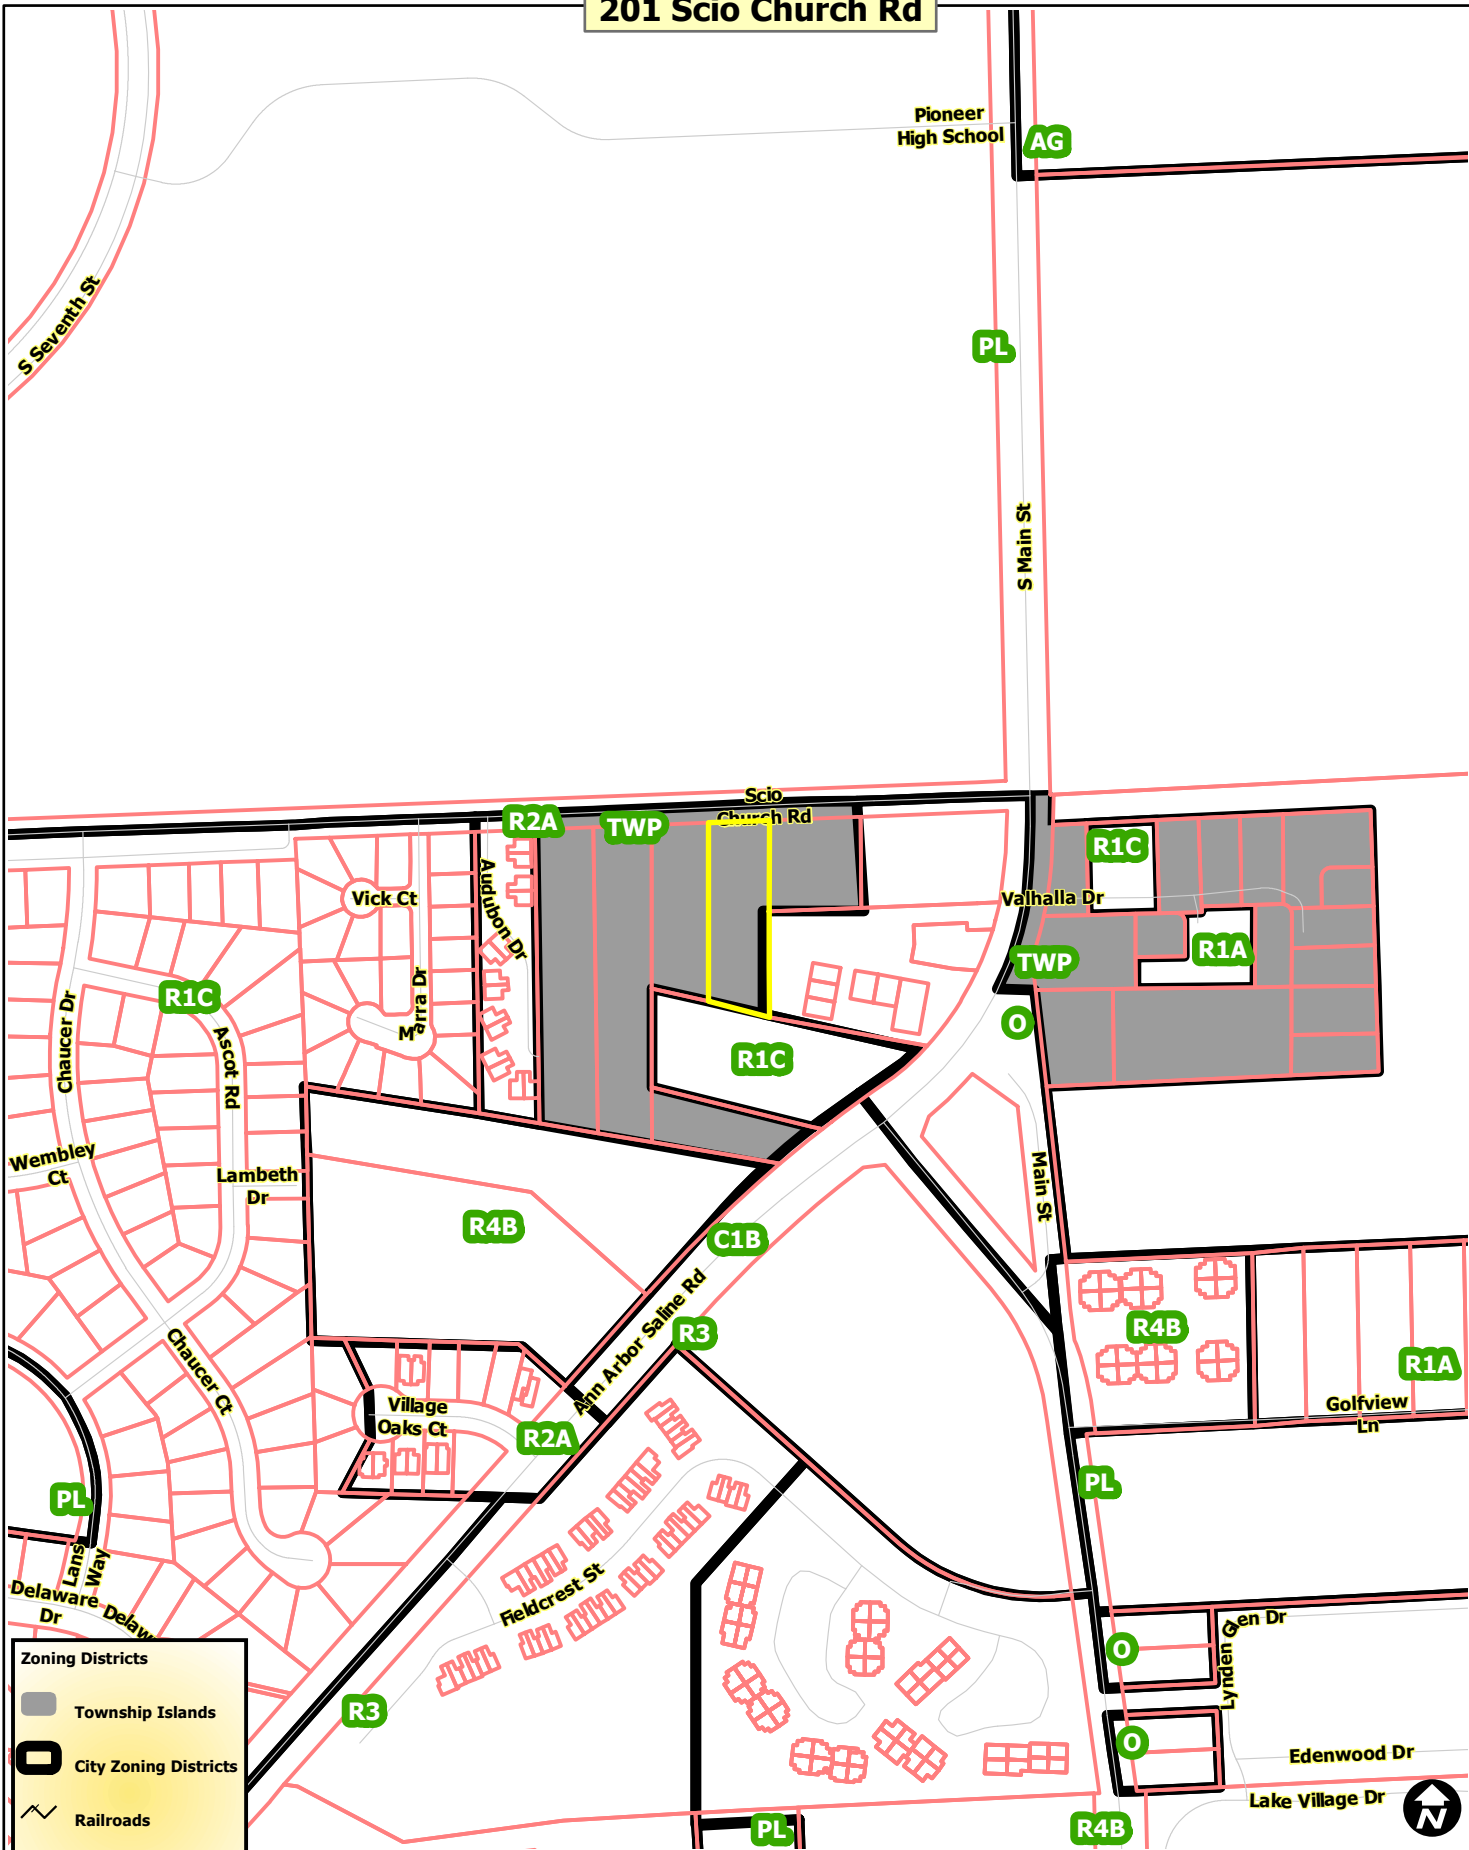 201 Scio Church Rd
Pioneer
High School
AG
S Seventh St
PL
S Main St
Scio
Church Rd
R2A
TWP
R1C
Audubon Dr
Vick Ct
Valhalla Dr
R1A
TWP
R1C
Marra Dr
O
Chaucer Dr
Ascot Rd
R1C
Wembley
Ct
Lambeth
Dr
Main St
R4B
C1B
Ann Arbor Saline Rd
R3
R4B
R1A
Chaucer Ct
Village
Oaks Ct
R2A
Golfview
Ln
PL
PL
Lans
Way
Delaware
Dr
Delaw
Fieldcrest St
Lynden Glen Dr
O
R3
O
Edenwood Dr
Lake Village Dr
PL
R4B
N
Zoning Districts
Township Islands
City Zoning Districts
Railroads